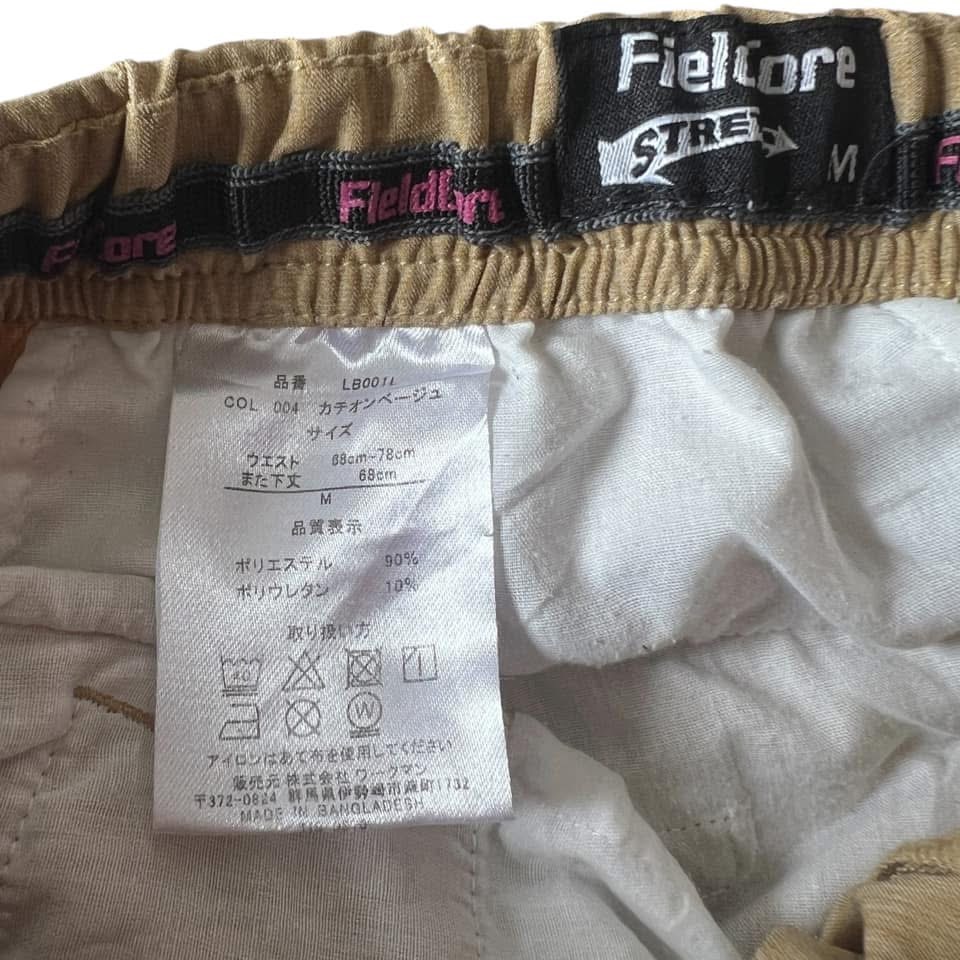 FieldCore
STRETCH
M
FieldCore
FieldCore
品番 LB001L
COL 004 カチオンベージュ
サイズ
ウエスト 68cm-78cm
また下丈 68cm
M
品質表示
ポリエステル 90%
ポリウレタン 10%
取り扱い方
40
W
アイロンはあて布を使用してください
販売元 株式会社 ワークマン
〒372-0824 群馬県伊勢崎市柴町1732
MADE IN BANGLADESH